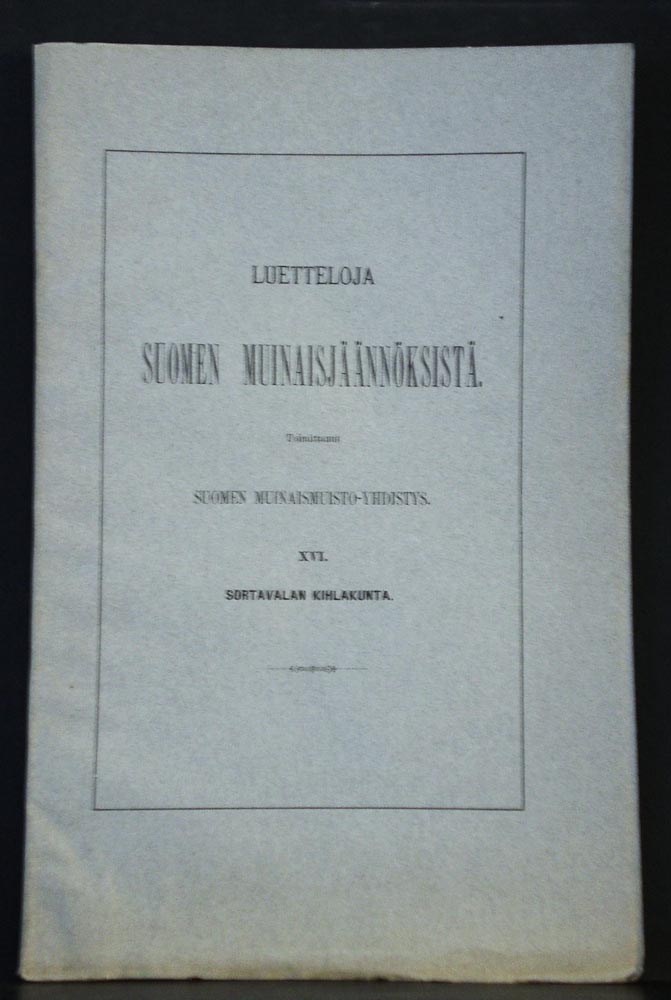 LUETTELOJA
SUOMEN MUINAISJÄÄNNÖKSISTÄ.
Toimittanut
SUOMEN MUINAISMUISTO-YHDISTYS.
XVI.
SORTAVALAN KIHLAKUNTA.